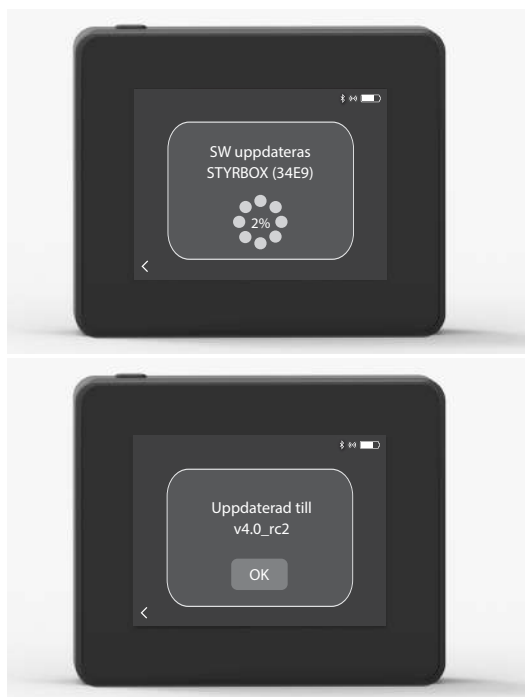 SW uppdateras
STYRBOX (34E9)
2%
Uppdaterad till
v4.0_rc2
OK